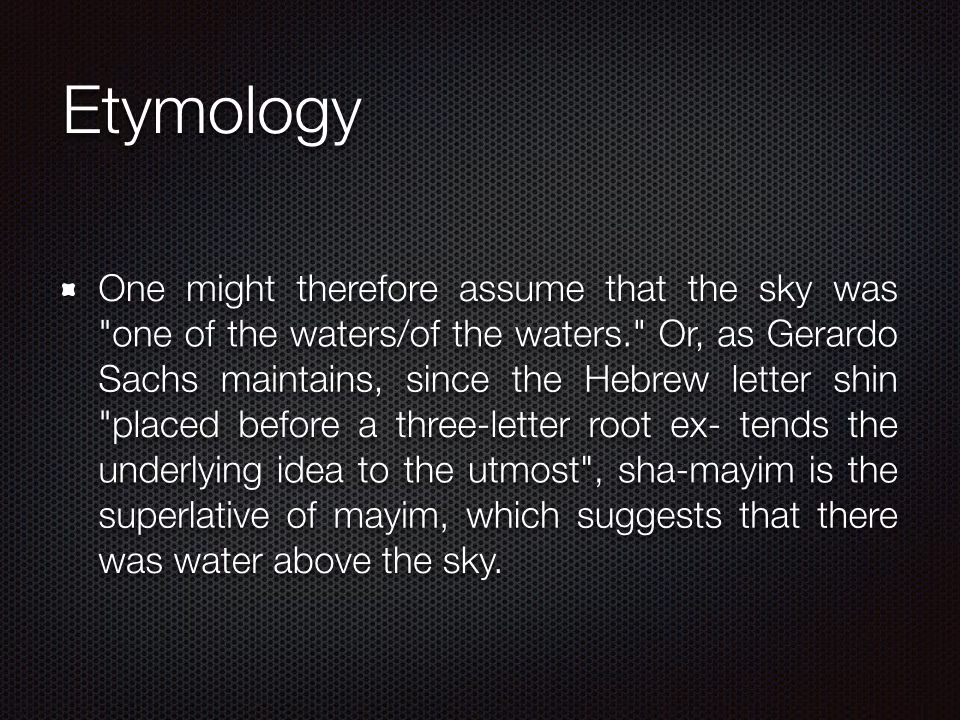 Etymology
One might therefore assume that the sky was
"one of the waters/of the waters." Or, as Gerardo
Sachs maintains, since the Hebrew letter shin
"placed before a three-letter root ex- tends the
underlying idea to the utmost", sha-mayim is the
superlative of mayim, which suggests that there
was water above the sky.